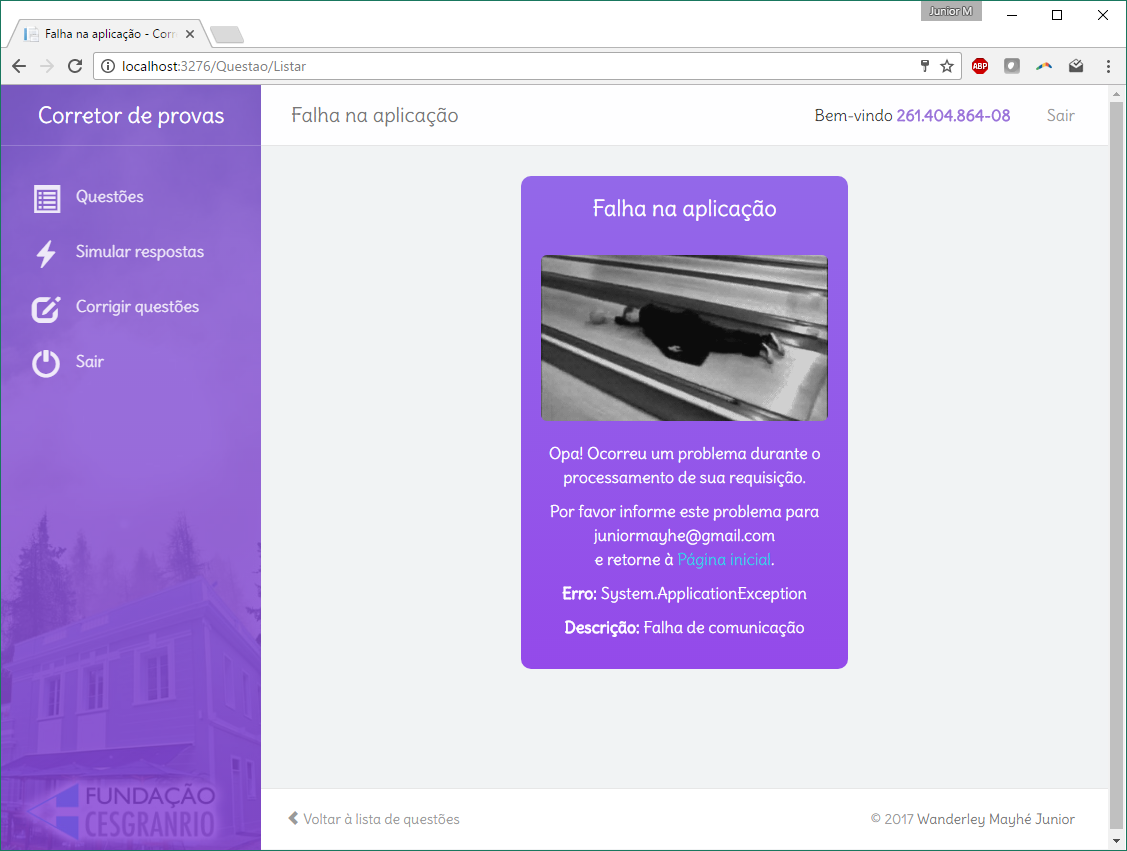 Junior M
Falha na aplicação - Corr
localhost:3276/Questao/Listar
ABP
Corretor de provas
Falha na aplicação
Bem-vindo 261.404.864-08
Sair
Questões
Simular respostas
Corrigir questões
Sair
Falha na aplicação
Opa! Ocorreu um problema durante o
processamento de sua requisição.
Por favor informe este problema para
juniormayhe@gmail.com
e retorne à Página inicial.
Erro: System.ApplicationException
Descrição: Falha de comunicação
FUNDAÇÃO
CESGRANRIO
Voltar à lista de questões
© 2017 Wanderley Mayhé Junior